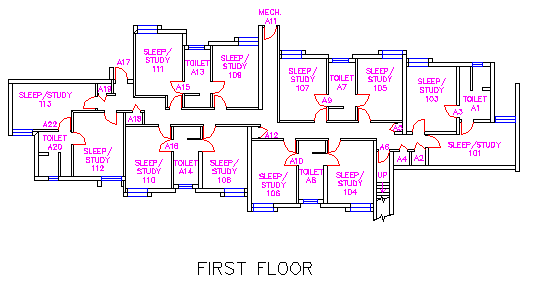 MECH.
A11
SLEEP/
STUDY
111
TOILET
A13
SLEEP/
STUDY
109
A17
A15
A19
SLEEP/STUDY
113
A18
A22
TOILET
A20
SLEEP/
STUDY
112
A16
SLEEP/
STUDY
110
TOILET
A14
SLEEP/
STUDY
108
SLEEP/
STUDY
107
TOILET
A7
SLEEP/
STUDY
105
A9
SLEEP/
STUDY
103
TOILET
A1
A3
A12
A10
SLEEP/
STUDY
106
TOILET
A8
SLEEP/
STUDY
104
A6
UP
A4
A2
SLEEP/STUDY
101
FIRST FLOOR